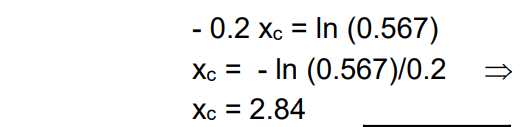 - 0.2 xc = ln (0.567)
xc = - ln (0.567)/0.2 ⇒
xc = 2.84